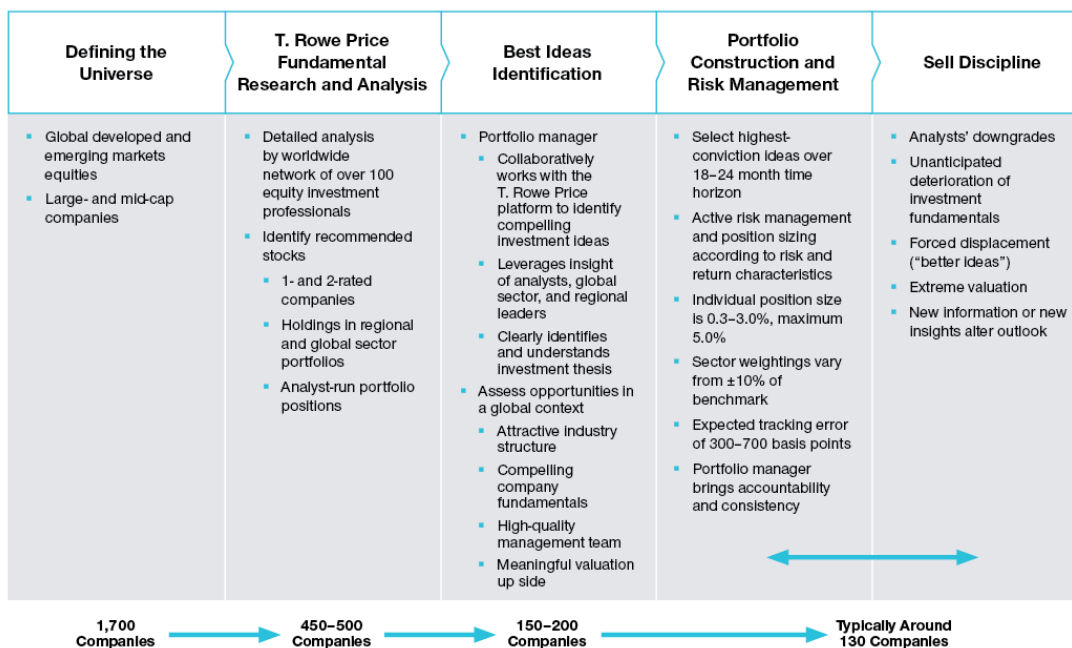 Defining the
Universe
T. Rowe Price
Fundamental
Research and Analysis
Best Ideas
Identification
Portfolio
Construction and
Risk Management
Sell Discipline
Global developed and
emerging markets
equities
Large- and mid-cap
companies
Detailed analysis
by worldwide
network of over 100
equity investment
professionals
Identify recommended
stocks
1- and 2-rated
companies
Holdings in regional
and global sector
portfolios
Analyst-run portfolio
positions
Portfolio manager
Collaboratively
works with the
T. Rowe Price
platform to identify
compelling
investment ideas
Leverages insight
of analysts, global
sector, and regional
leaders
Clearly identifies
and understands
investment thesis
Assess opportunities in
a global context
Attractive industry
structure
Compelling
company
fundamentals
High-quality
management team
Meaningful valuation
up side
Select highest-
conviction ideas over
18–24 month time
horizon
Active risk management
and position sizing
according to risk and
return characteristics
Individual position size
is 0.3–3.0%, maximum
5.0%
Sector weightings vary
from ±10% of
benchmark
Expected tracking error
of 300–700 basis points
Portfolio manager
brings accountability
and consistency
Analysts’ downgrades
Unanticipated
deterioration of
investment
fundamentals
Forced displacement
(“better ideas”)
Extreme valuation
New information or new
insights alter outlook
1,700
Companies
450–500
Companies
150–200
Companies
Typically Around
130 Companies